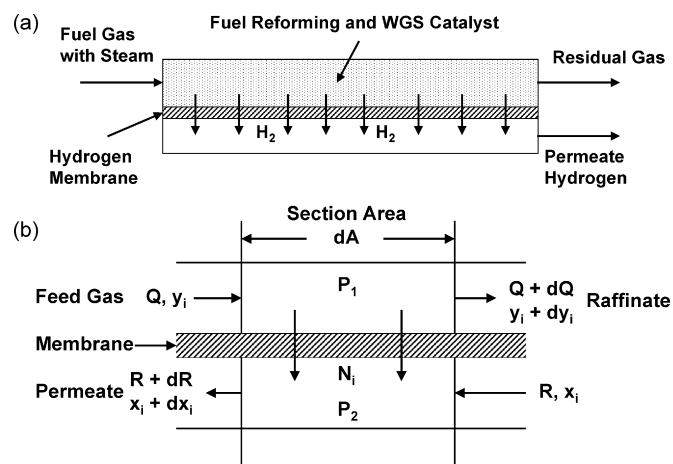 (a)
Fuel Reforming and WGS Catalyst
Fuel Gas
with Steam
Residual Gas
H₂ H₂
Hydrogen
Membrane
Permeate
Hydrogen
(b)
Section Area
dA
P₁
Feed Gas
Q, yᵢ
Q + dQ
yᵢ + dyᵢ
Raffinate
Membrane
Nᵢ
Permeate
R + dR
xᵢ + dxᵢ
P₂
R, xᵢ